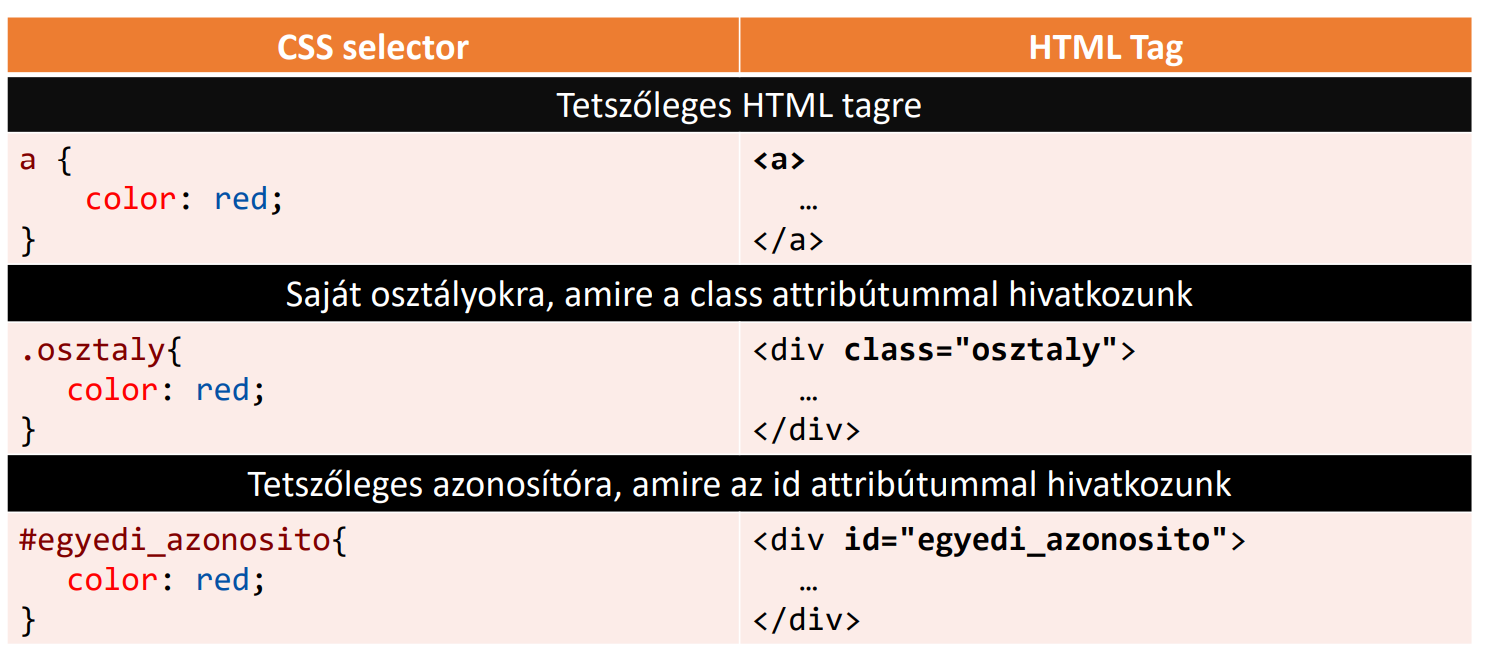 CSS selector HTML Tag
Tetszőleges HTML tagre
a { <a>
color: red; …
} </a>
Saját osztályokra, amire a class attribútummal hivatkozunk
.osztaly{ <div class="osztaly">
color: red; …
} </div>
Tetszőleges azonosítóra, amire az id attribútummal hivatkozunk
#egyedi_azonosito{ <div id="egyedi_azonosito">
color: red; …
} </div>